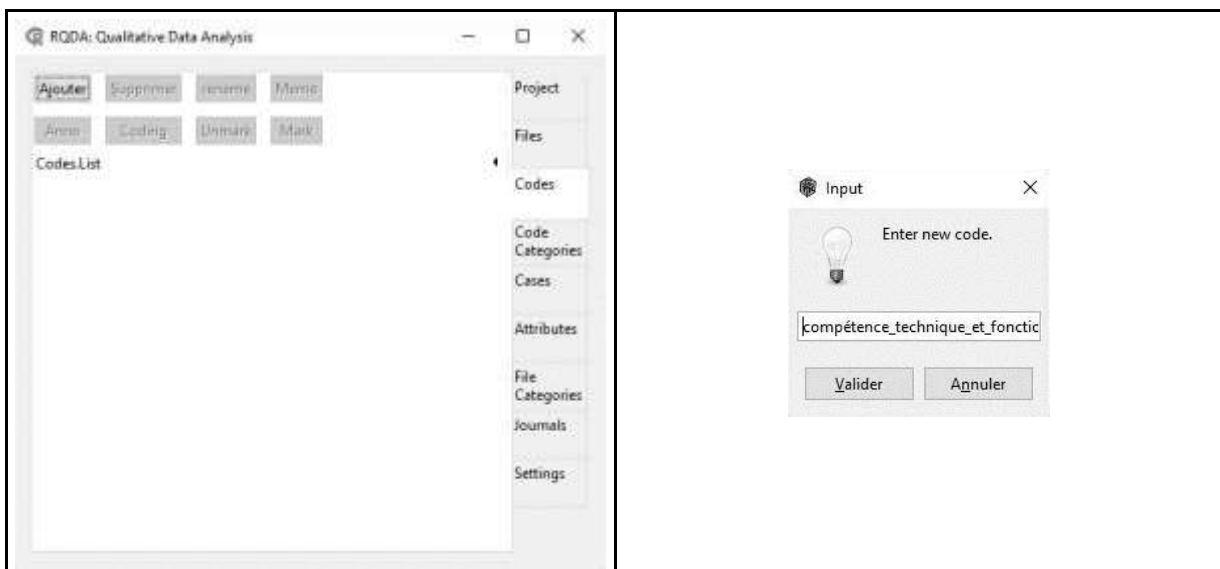 RQDA: Qualitative Data Analysis
Ajouter Supprimer rename Memo
Anno Coding Unmark Mark
Codes.List
Project
Files
Codes
Code
Categories
Cases
Attributes
File
Categories
Journals
Settings
Input
Enter new code.
compétence_technique_et_fonctic
Valider Annuler